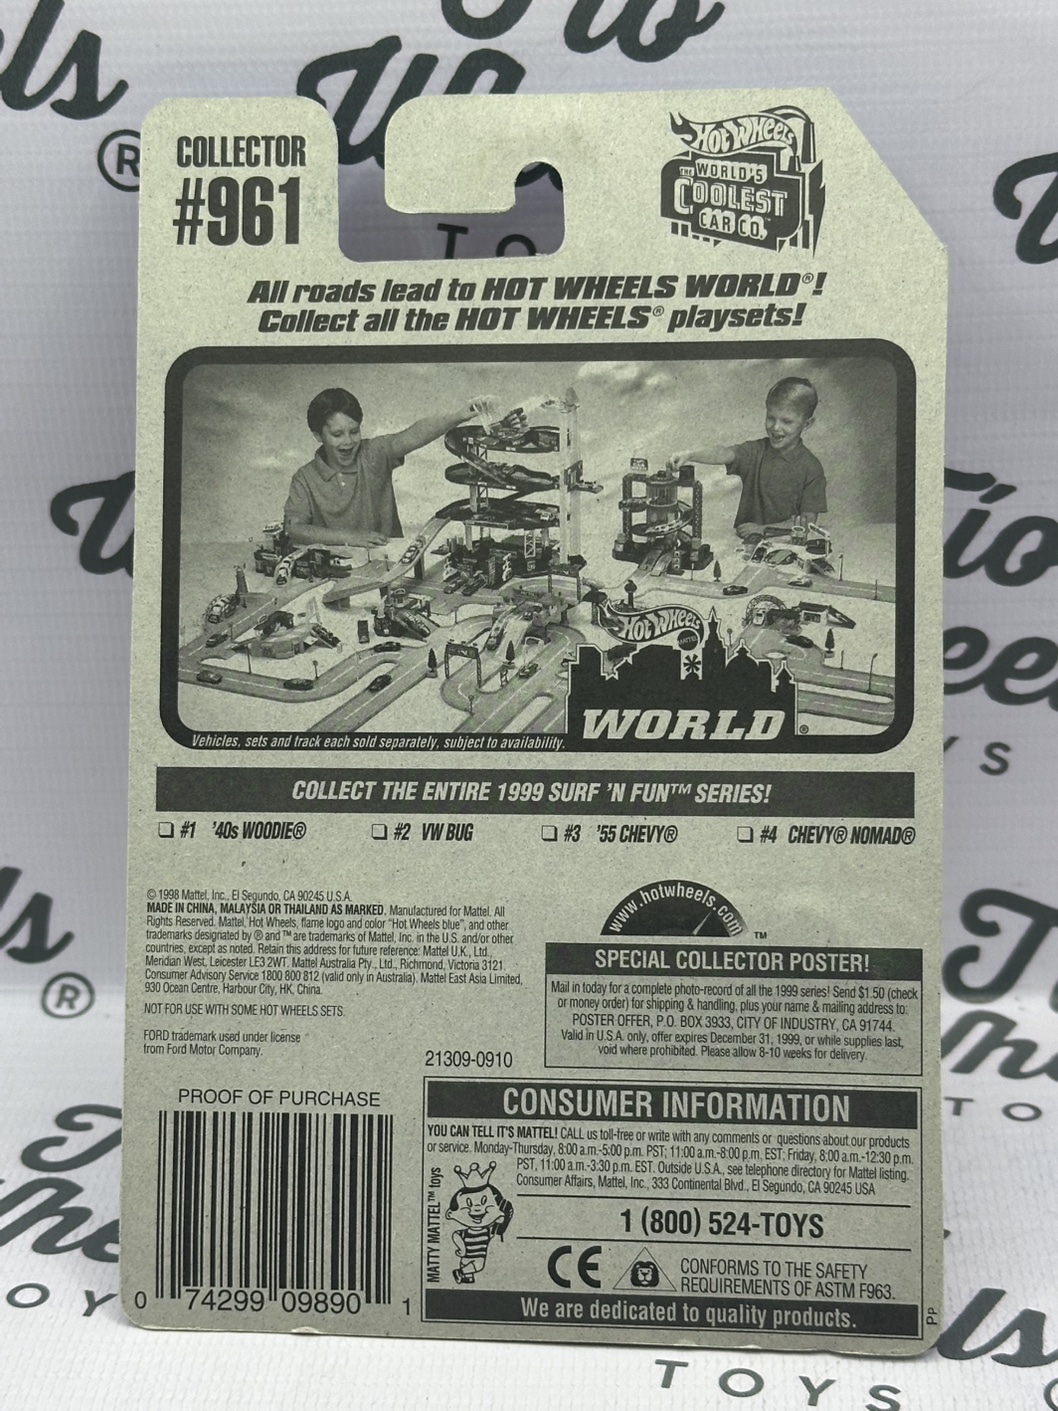 COLLECTOR
#961
HOT WHEELS
THE WORLD'S
COOLEST
CAR CO.™
All roads lead to HOT WHEELS WORLD®!
Collect all the HOT WHEELS® playsets!
HOT WHEELS
MATTEL
WORLD®
Vehicles, sets and track each sold separately, subject to availability.
COLLECT THE ENTIRE 1999 SURF 'N FUN™ SERIES!
#1 '40s WOODIE® #2 VW BUG #3 '55 CHEVY® #4 CHEVY® NOMAD®
© 1998 Mattel, Inc., El Segundo, CA 90245 U.S.A.
MADE IN CHINA, MALAYSIA OR THAILAND AS MARKED. Manufactured for Mattel. All
Rights Reserved. Mattel, Hot Wheels, flame logo and color "Hot Wheels blue", and other
trademarks designated by ® and ™ are trademarks of Mattel, Inc. in the U.S. and/or other
countries, except as noted. Retain this address for future reference: Mattel U.K., Ltd.,
Meridian West, Leicester LE3 2WT. Mattel Australia Pty., Ltd., Richmond, Victoria 3121
Consumer Advisory Service 1800 800 812 (valid only in Australia). Mattel East Asia Limited,
930 Ocean Centre, Harbour City, HK, China.
NOT FOR USE WITH SOME HOT WHEELS SETS.
FORD trademark used under license
from Ford Motor Company.
21309-0910
www.hotwheels.com
™
SPECIAL COLLECTOR POSTER!
Mail in today for a complete photo-record of all the 1999 series! Send $1.50 (check
or money order) for shipping & handling, plus your name & mailing address to:
POSTER OFFER, P.O. BOX 3933, CITY OF INDUSTRY, CA 91744.
Valid in U.S.A. only, offer expires December 31, 1999, or while supplies last,
void where prohibited. Please allow 8-10 weeks for delivery.
PROOF OF PURCHASE
0 74299 09890 1
CONSUMER INFORMATION
YOU CAN TELL IT'S MATTEL! CALL us toll-free or write with any comments or questions about our products
or service. Monday-Thursday, 8:00 a.m.-5:00 p.m. PST; 11:00 a.m.-8:00 p.m. EST; Friday, 8:00 a.m.-12:30 p.m.
PST, 11:00 a.m.-3:30 p.m. EST. Outside U.S.A., see telephone directory for Mattel listing.
Consumer Affairs, Mattel, Inc., 333 Continental Blvd., El Segundo, CA 90245 USA
MATTY MATTEL™ toys
1 (800) 524-TOYS
CE
CONFORMS TO THE SAFETY
REQUIREMENTS OF ASTM F963.
We are dedicated to quality products.
PP
TOYS